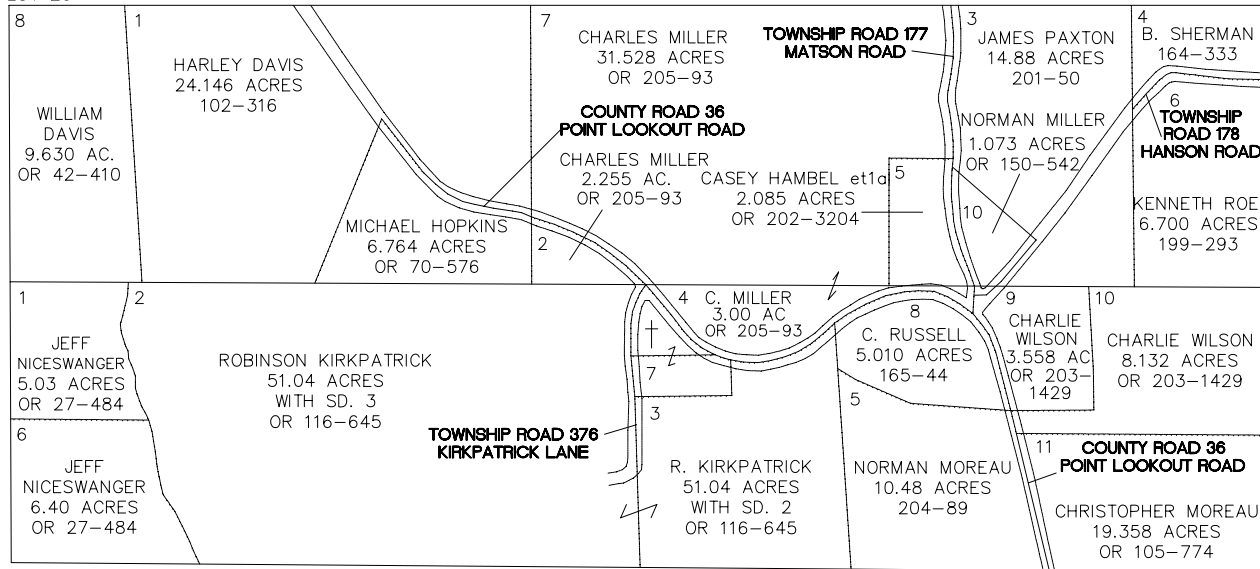 8
1
7
3
4
WILLIAM
DAVIS
9.630 AC.
OR 42-410
HARLEY DAVIS
24.146 ACRES
102-316
CHARLES MILLER
31.528 ACRES
OR 205-93
TOWNSHIP ROAD 177
MATSON ROAD
JAMES PAXTON
14.88 ACRES
201-50
B. SHERMAN
164-333
6
TOWNSHIP
ROAD 178
HANSON ROAD
COUNTY ROAD 36
POINT LOOKOUT ROAD
NORMAN MILLER
1.073 ACRES
OR 150-542
CHARLES MILLER
2.255 AC.
OR 205-93
2
CASEY HAMBEL et1a
2.085 ACRES
OR 202-3204
5
10
MICHAEL HOPKINS
6.764 ACRES
OR 70-576
KENNETH ROE
6.700 ACRES
199-293
1
2
4
8
9
10
JEFF
NICESWANGER
5.03 ACRES
OR 27-484
ROBINSON KIRKPATRICK
51.04 ACRES
WITH SD. 3
OR 116-645
C. MILLER
3.00 AC
OR 205-93
C. RUSSELL
5.010 ACRES
165-44
CHARLIE
WILSON
3.558 AC
OR 203-
1429
CHARLIE WILSON
8.132 ACRES
OR 203-1429
7
3
5
6
JEFF
NICESWANGER
6.40 ACRES
OR 27-484
TOWNSHIP ROAD 376
KIRKPATRICK LANE
R. KIRKPATRICK
51.04 ACRES
WITH SD. 2
OR 116-645
NORMAN MOREAU
10.48 ACRES
204-89
11
COUNTY ROAD 36
POINT LOOKOUT ROAD
CHRISTOPHER MOREAU
19.358 ACRES
OR 105-774